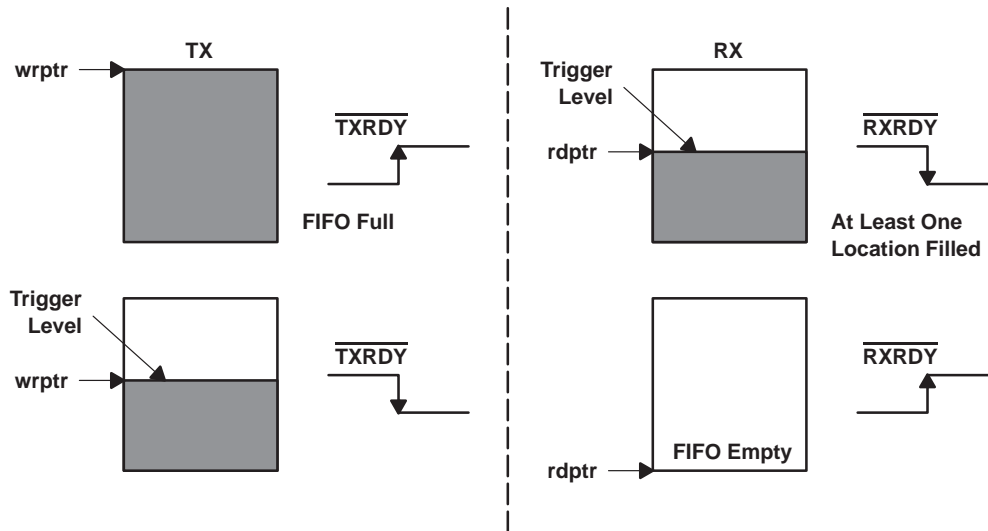 TX
wrptr
TXRDY
FIFO Full
Trigger
Level
TXRDY
wrptr
RX
Trigger
Level
RXRDY
rdptr
At Least One
Location Filled
RXRDY
FIFO Empty
rdptr